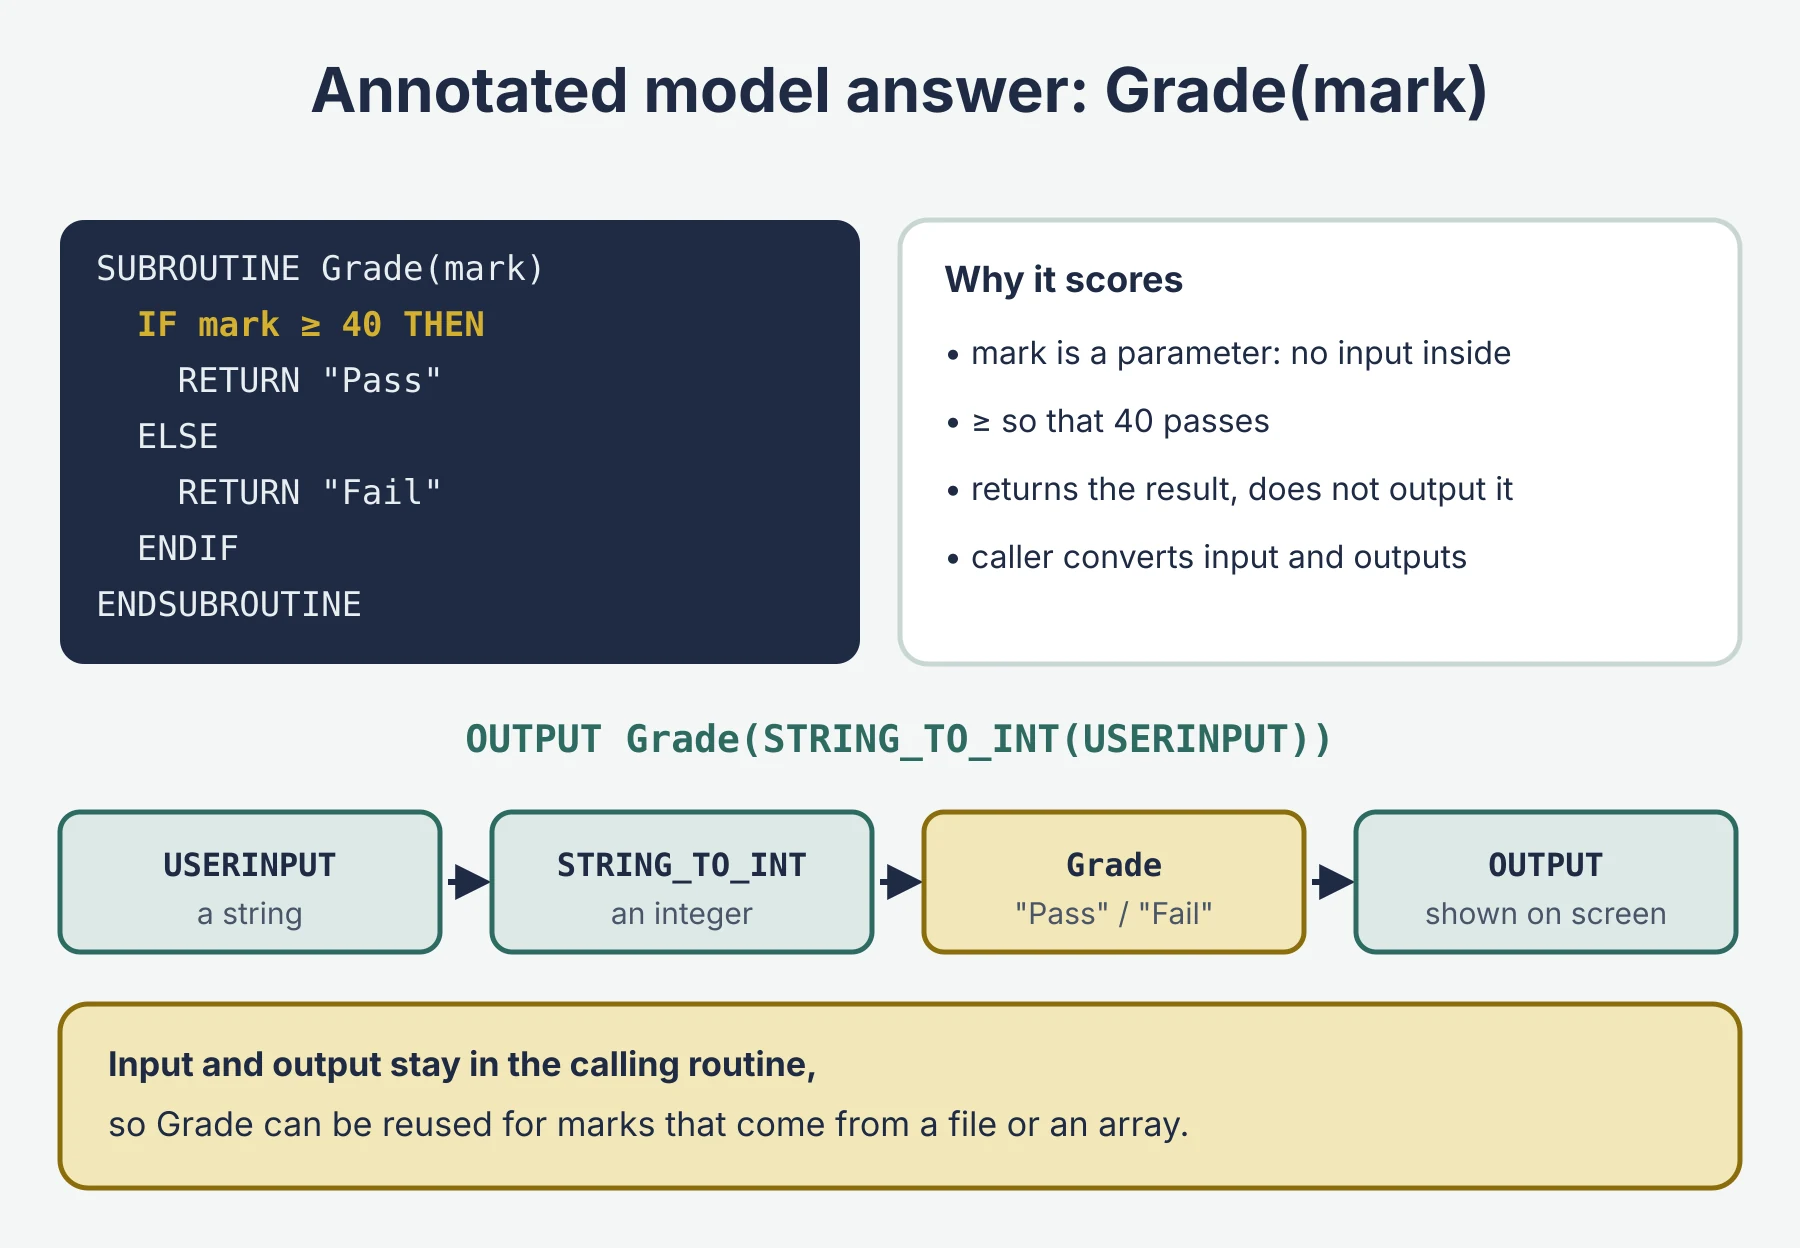 Annotated model answer: Grade(mark)
SUBROUTINE Grade(mark)
  IF mark ≥ 40 THEN
    RETURN "Pass"
  ELSE
    RETURN "Fail"
  ENDIF
ENDSUBROUTINE
Why it scores
• mark is a parameter: no input inside
• ≥ so that 40 passes
• returns the result, does not output it
• caller converts input and outputs
OUTPUT Grade(STRING_TO_INT(USERINPUT))
USERINPUT
a string
STRING_TO_INT
an integer
Grade
"Pass" / "Fail"
OUTPUT
shown on screen
Input and output stay in the calling routine,
so Grade can be reused for marks that come from a file or an array.